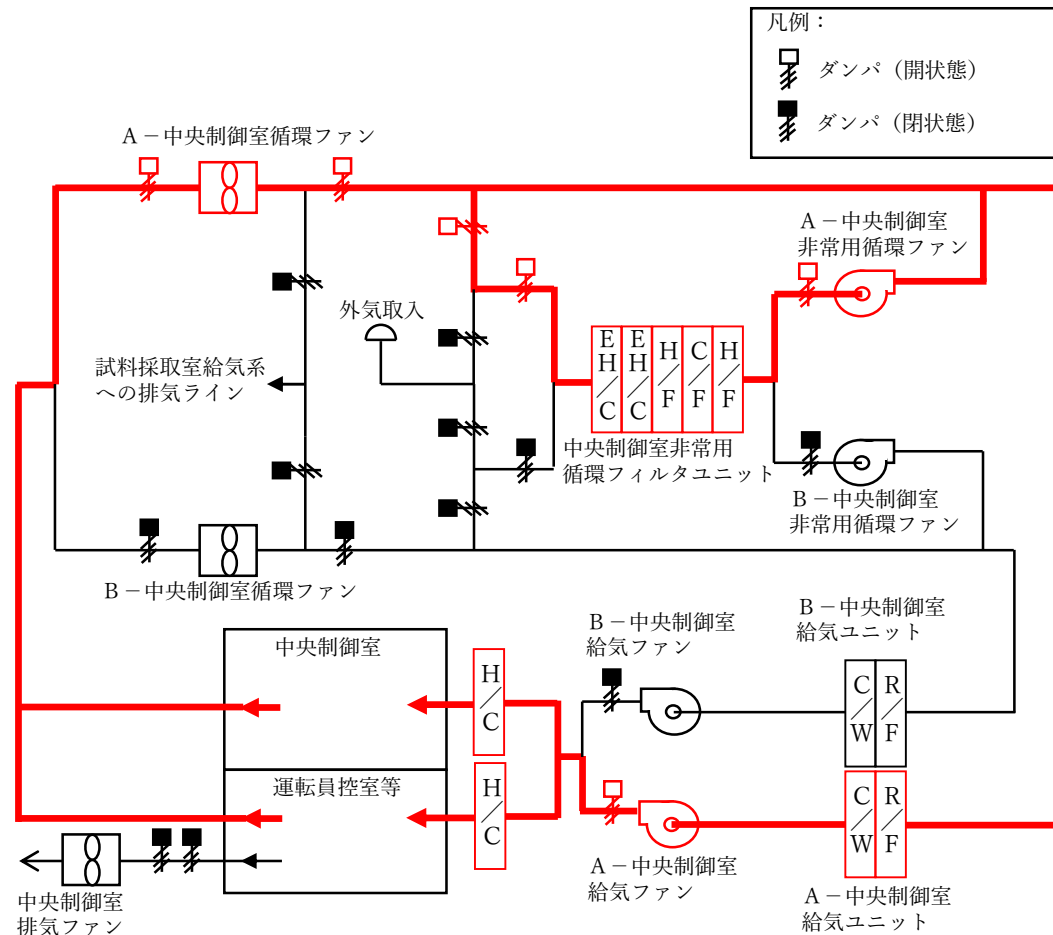 凡例：
ダンパ（開状態）
ダンパ（閉状態）
Ａ－中央制御室循環ファン
Ａ－中央制御室
非常用循環ファン
外気取入
試料採取室給気系
への排気ライン
EH/C
EH/C
H/F
C/F
H/F
中央制御室非常用
循環フィルタユニット
Ｂ－中央制御室
非常用循環ファン
Ｂ－中央制御室循環ファン
Ｂ－中央制御室
給気ファン
Ｂ－中央制御室
給気ユニット
中央制御室
H/C
C/W
R/F
運転員控室等
H/C
C/W
R/F
Ａ－中央制御室
給気ファン
Ａ－中央制御室
給気ユニット
中央制御室
排気ファン